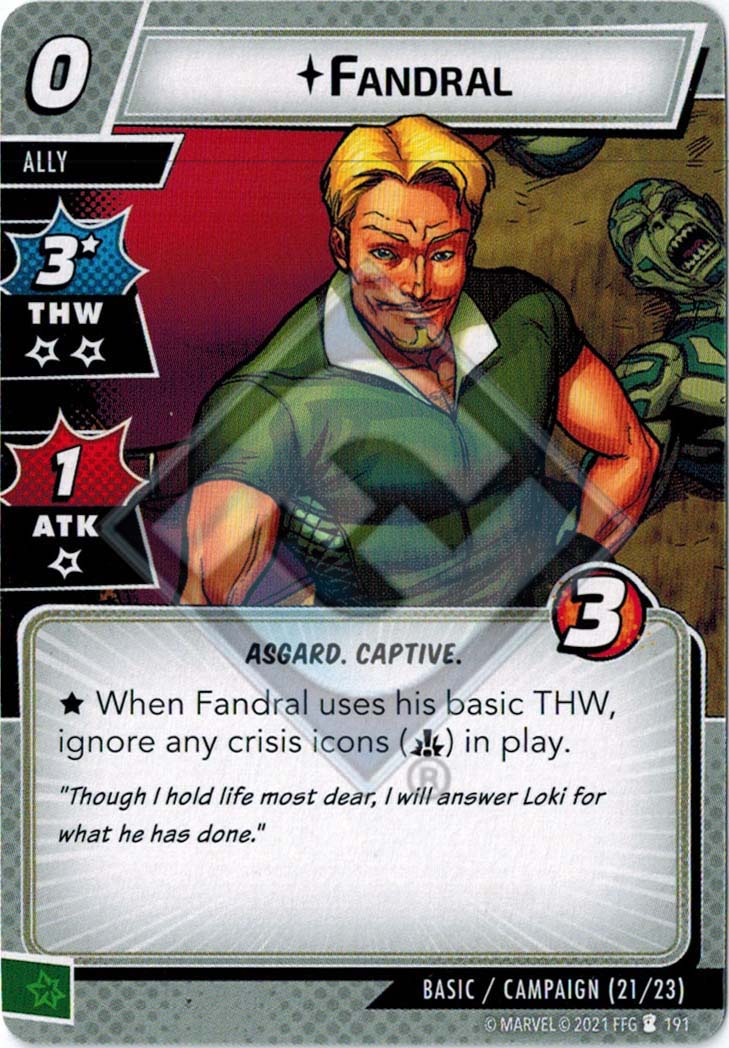 0
FANDRAL
ALLY
3
THW
1
ATK
3
ASGARD. CAPTIVE.
★ When Fandral uses his basic THW,
ignore any crisis icons () in play.
"Though I hold life most dear, I will answer Loki for
what he has done."
®
BASIC / CAMPAIGN (21/23)
© MARVEL © 2021 FFG 191